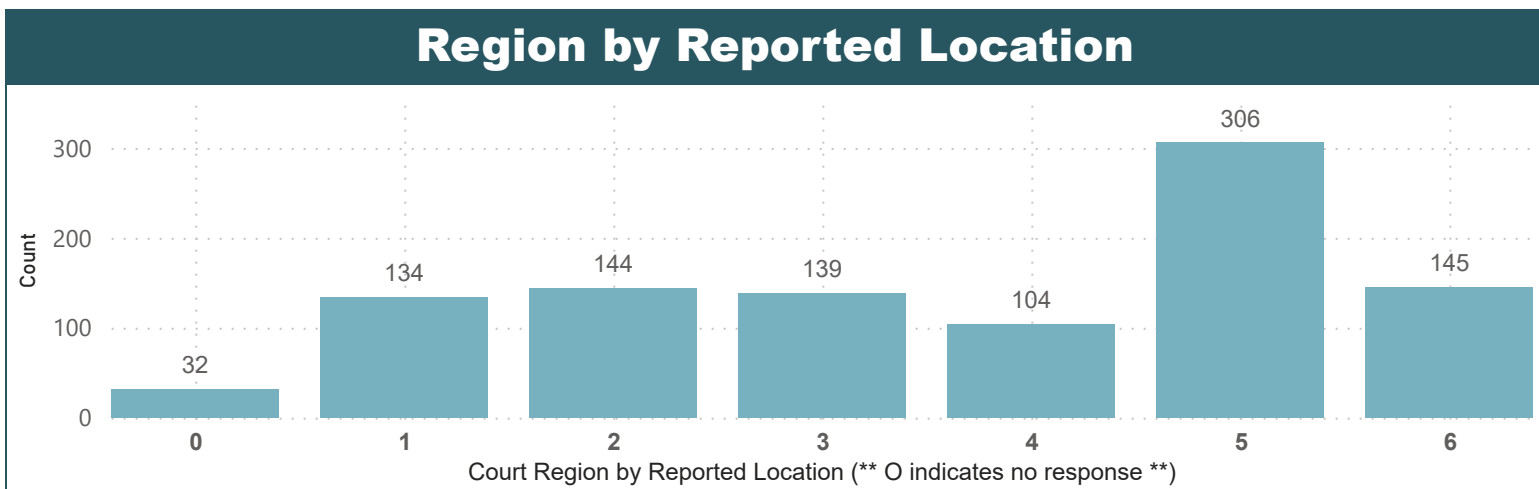 Region by Reported Location
306
300
200
Count
134
144
139
145
104
100
32
0
0 1 2 3 4 5 6
Court Region by Reported Location (** O indicates no response **)